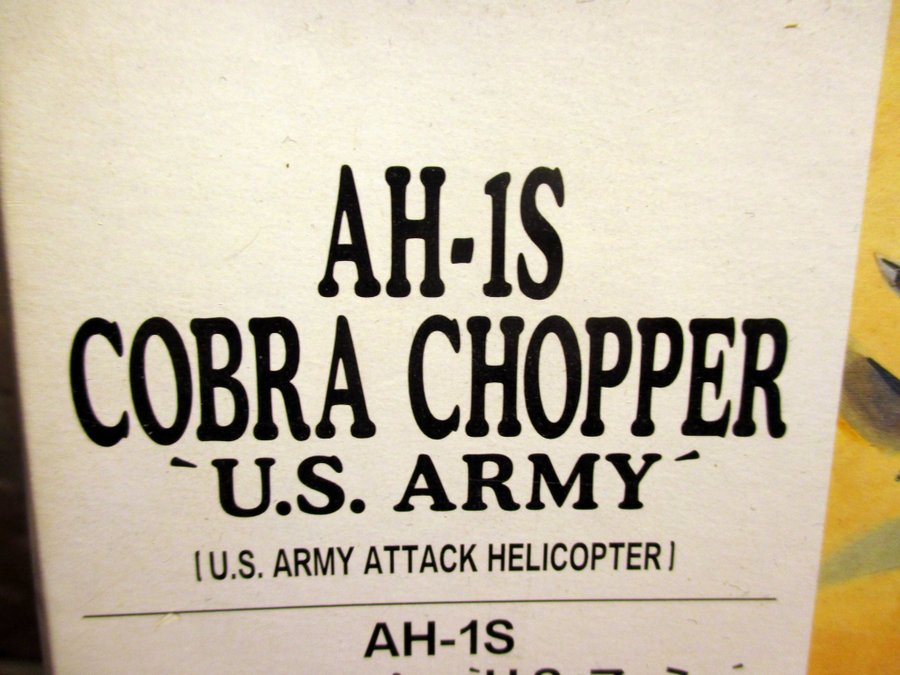 AH-1S
COBRA CHOPPER
`U.S. ARMY´
[U.S. ARMY ATTACK HELICOPTER]
AH-1S